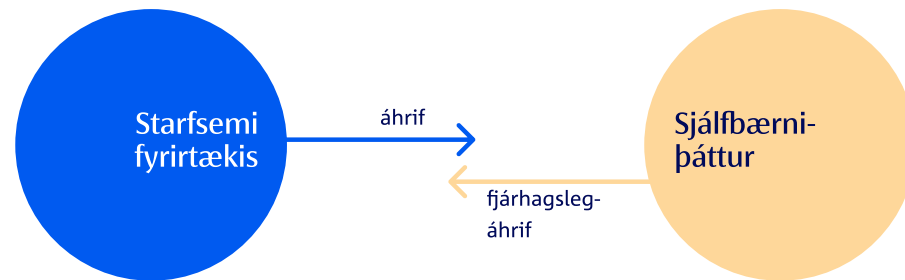 Starfsemi
fyrirtækis
áhrif
fjárhagsleg-
áhrif
Sjálfbærni-
þáttur